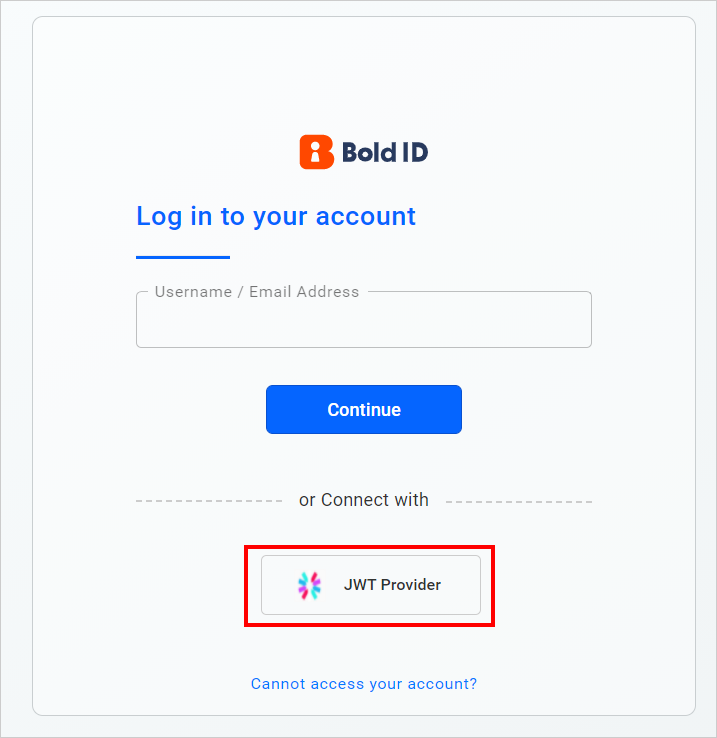 Bold ID
Log in to your account
Username / Email Address
Continue
or Connect with
JWT Provider
Cannot access your account?